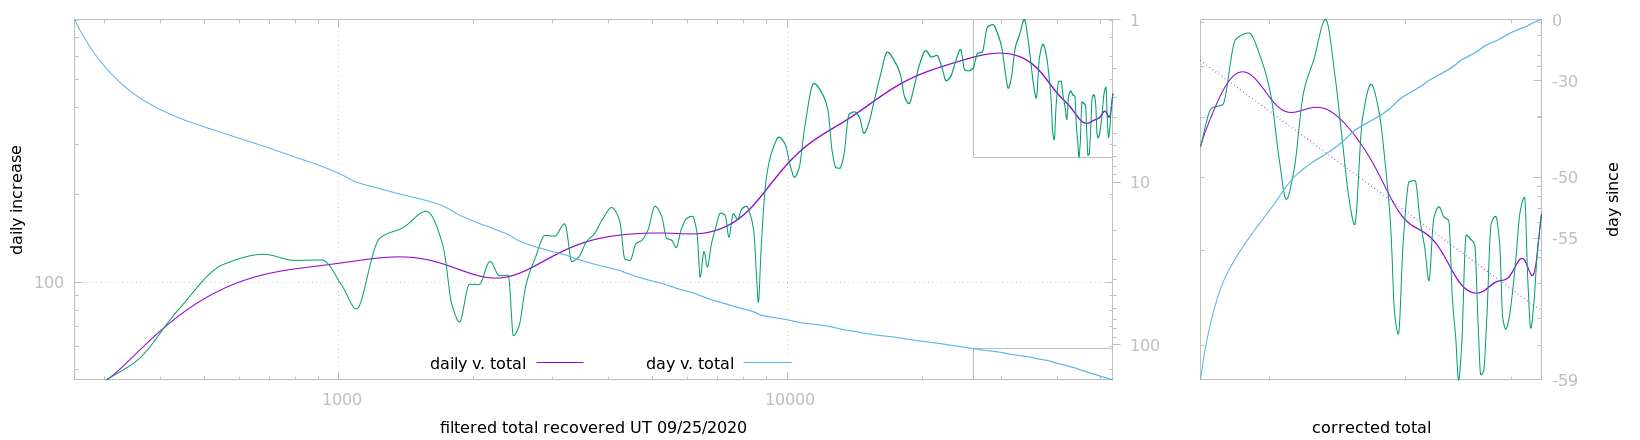 daily increase
100
daily v. total
day v. total
1000
10000
filtered total recovered UT 09/25/2020
1
10
100
0
-30
-50
-55
-59
day since
corrected total